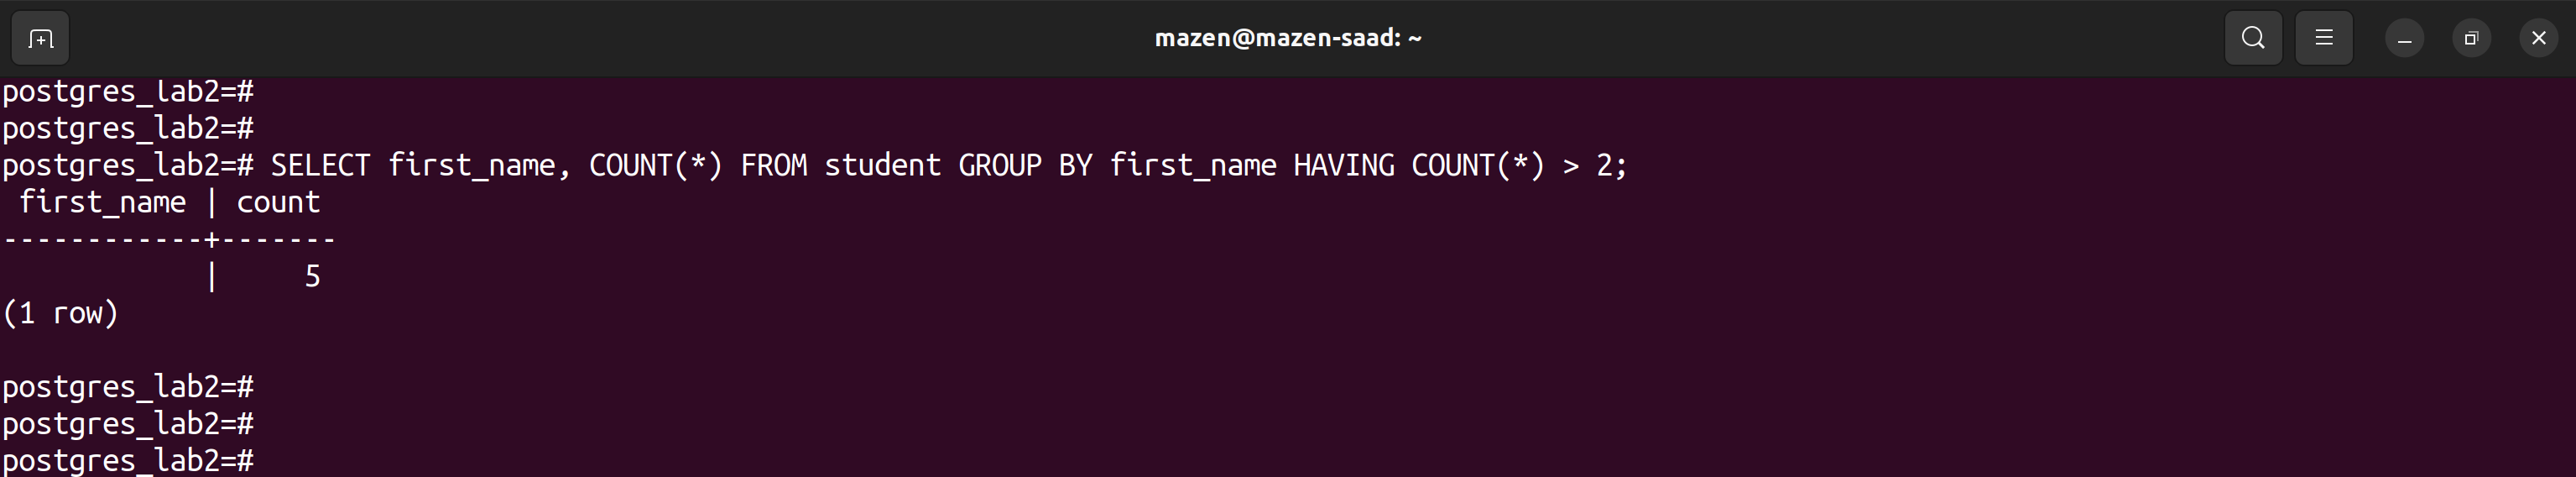 mazen@mazen-saad: ~
postgres_lab2=#
postgres_lab2=#
postgres_lab2=# SELECT first_name, COUNT(*) FROM student GROUP BY first_name HAVING COUNT(*) > 2;
 first_name | count
------------+-------
            |     5
(1 row)

postgres_lab2=#
postgres_lab2=#
postgres_lab2=#